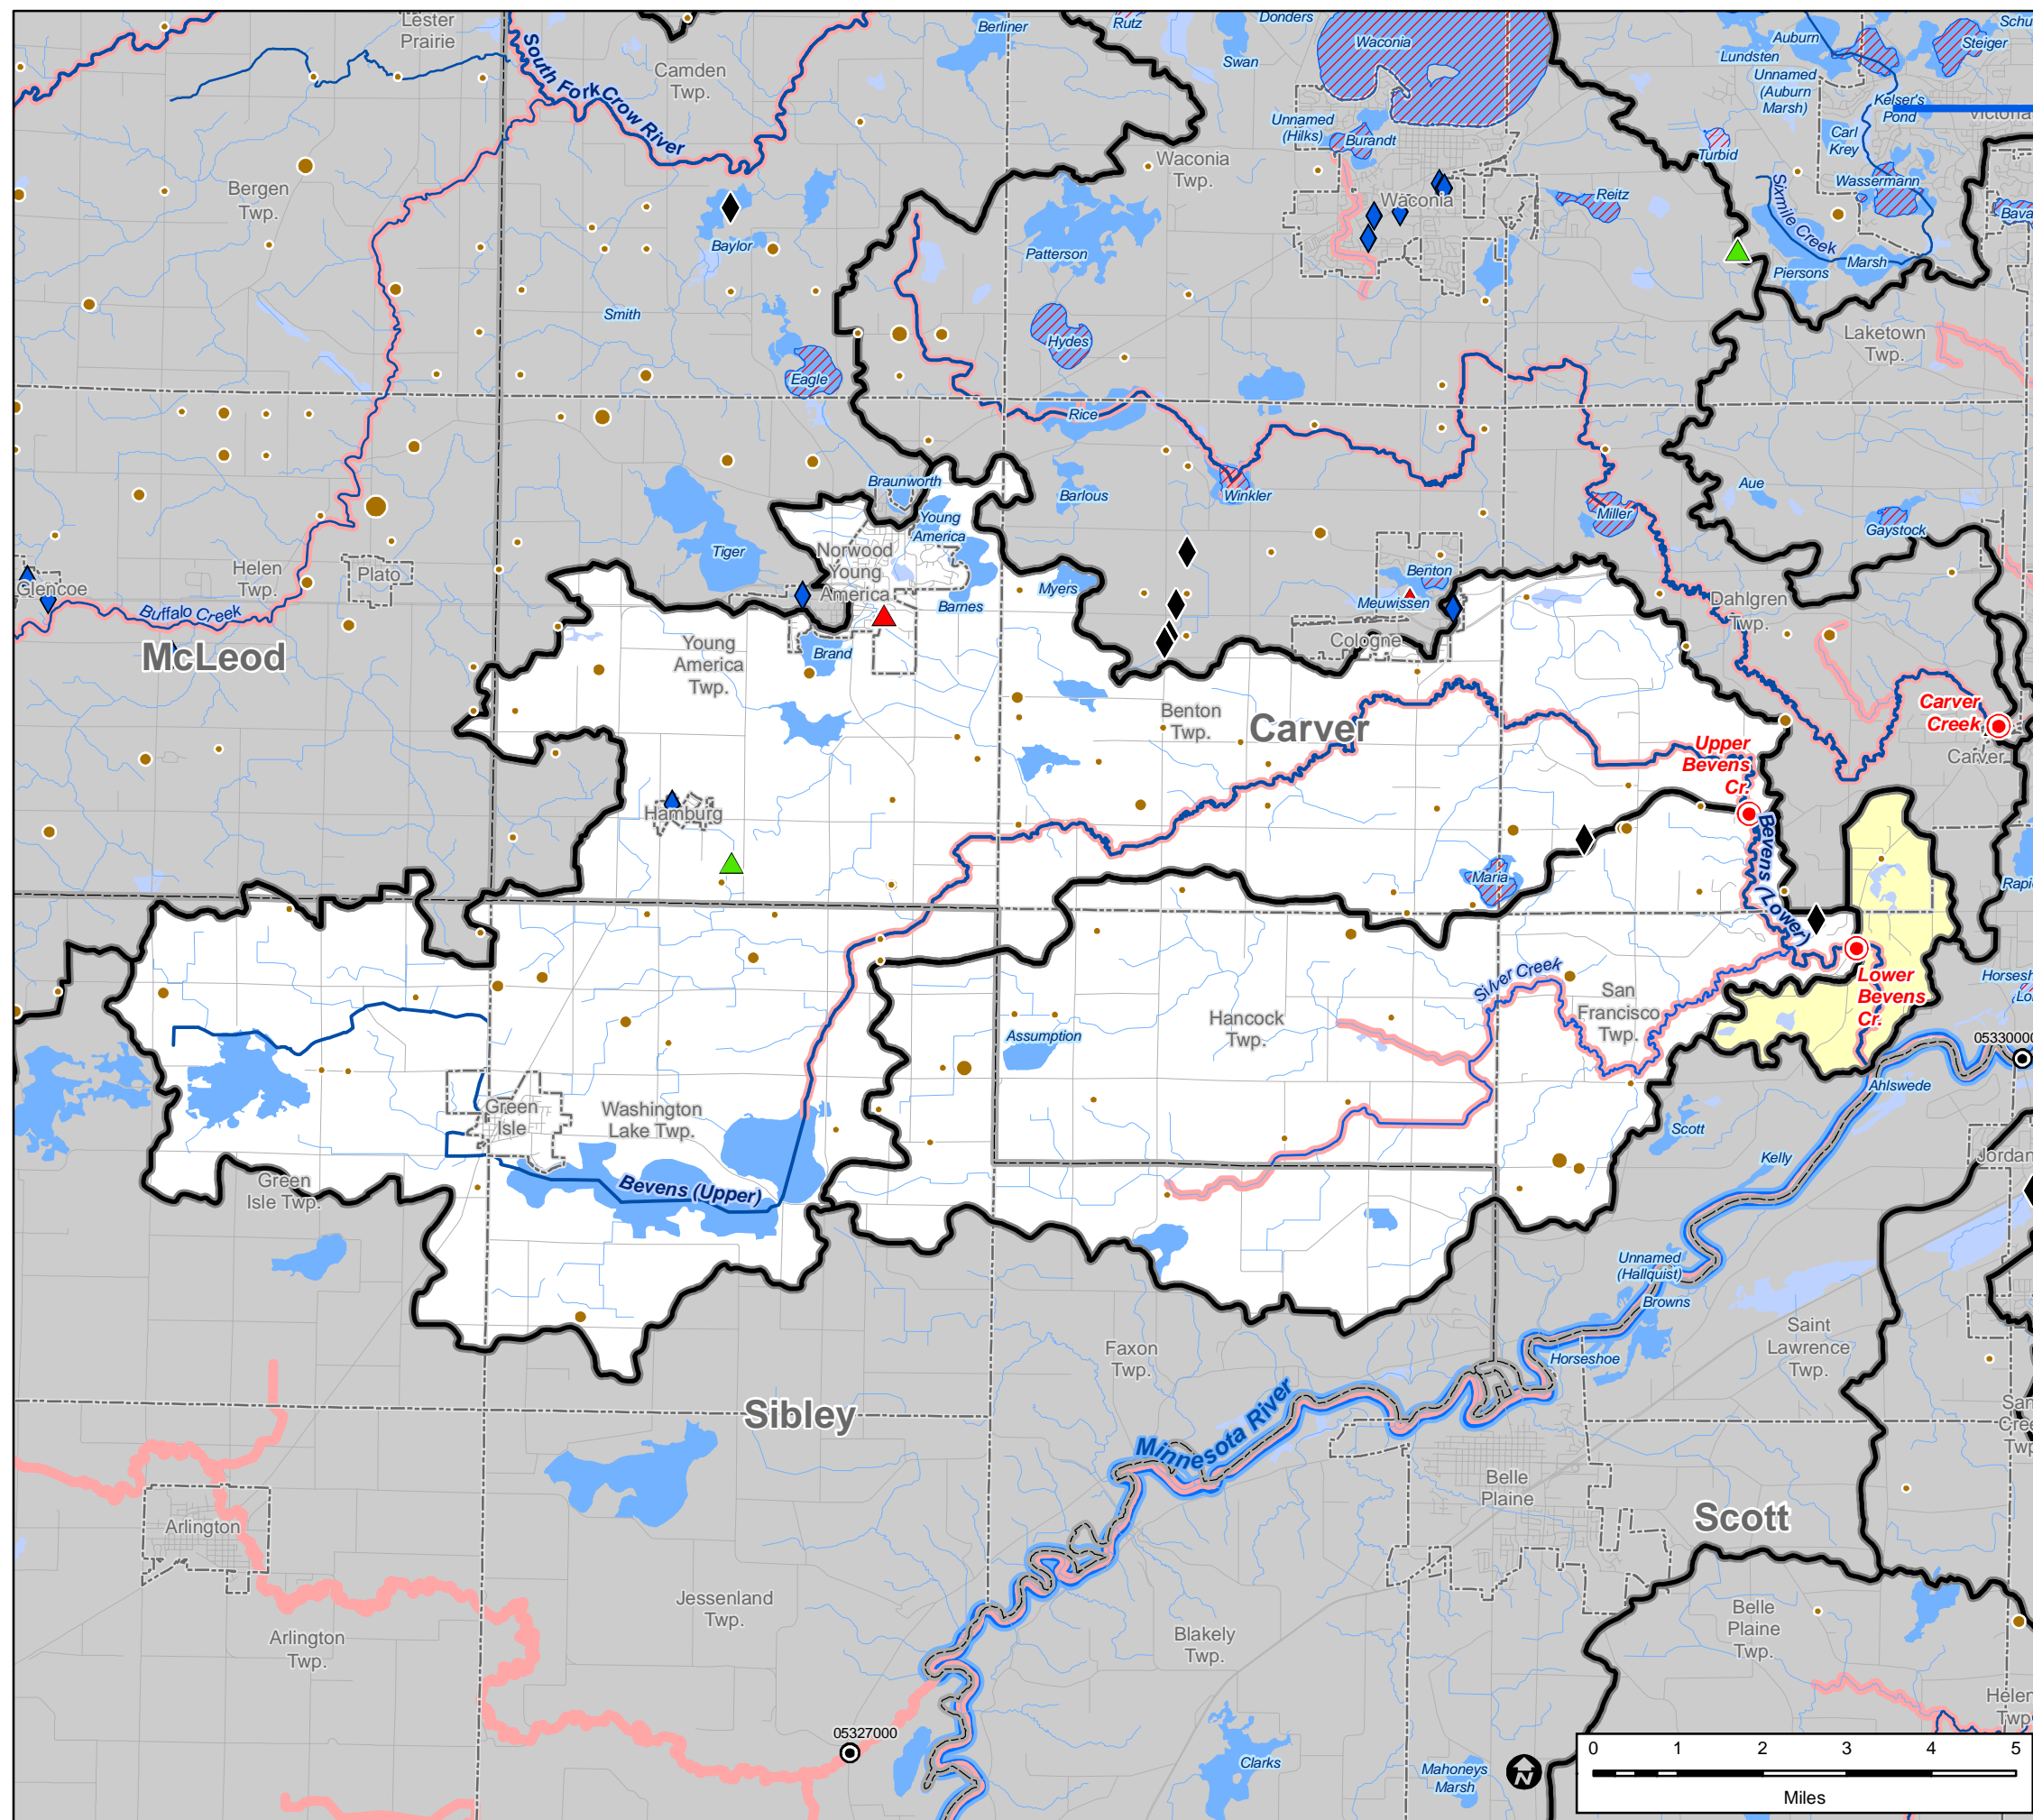 Lester
Prairie
Berliner
Rutz
Donders
Swan
Waconia
Auburn
Lundsten
Steiger
Unnamed
(Auburn
Marsh)
Kelser's
Pond
Carl
Krey
South Fork Crow River
Camden
Twp.
Unnamed
(Hilks)
Burandt
Turbid
Waconia
Twp.
Bergen
Twp.
Waconia
Reitz
Wassermann
Sixmile Creek
Marsh
Piersons
Baylor
Patterson
Smith
Hydes
Eagle
Laketown
Twp.
Rice
Braunworth
Barlous
Winkler
Miller
Aue
Gaystock
Young
America
Tiger
Norwood
Young
America
Barnes
Myers
Benton
Meuwissen
Cologne
Dahlgren
Twp.
Glencoe
Helen
Twp.
Plato
Buffalo Creek
McLeod
Young
America
Twp.
Brand
Benton
Twp.
Carver
Carver
Creek
Carver
Upper
Bevens
Cr.
Hamburg
Maria
Bevens (Lower)
Lower
Bevens
Cr.
Silver Creek
San
Francisco
Twp.
Hancock
Twp.
Assumption
05330000
Ahlswede
Green
Isle
Washington
Lake Twp.
Scott
Kelly
Jordan
Green
Isle Twp.
Bevens (Upper)
Unnamed
(Hallquist)
Browns
Saint
Lawrence
Twp.
Horseshoe
Faxon
Twp.
Sibley
Minnesota River
Belle
Plaine
Scott
Arlington
Jessenland
Twp.
Arlington
Twp.
Blakely
Twp.
Belle
Plaine
Twp.
05327000
Clarks
Mahoneys
Marsh
N
0 1 2 3 4 5
Miles